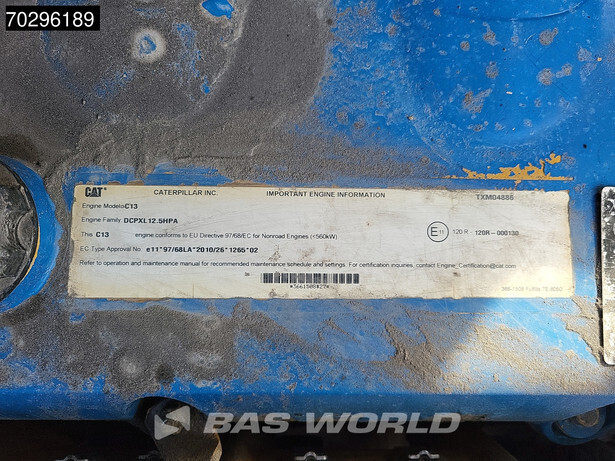 70296189
CAT CATERPILLAR INC. IMPORTANT ENGINE INFORMATION TXM04888
Engine Model C13
Engine Family DCPXL12.5HPA
This C13 engine conforms to EU Directive 97/68/EC for Nonroad Engines (<560kW) E11 120 R - 120R-000130
EC Type Approval No e11*97/68LA*2010/26*1265*02
Refer to operation and maintenance manual for recommended maintenance schedule and settings. For certification inquiries, contact Engine_Certification@cat.com
BAS WORLD